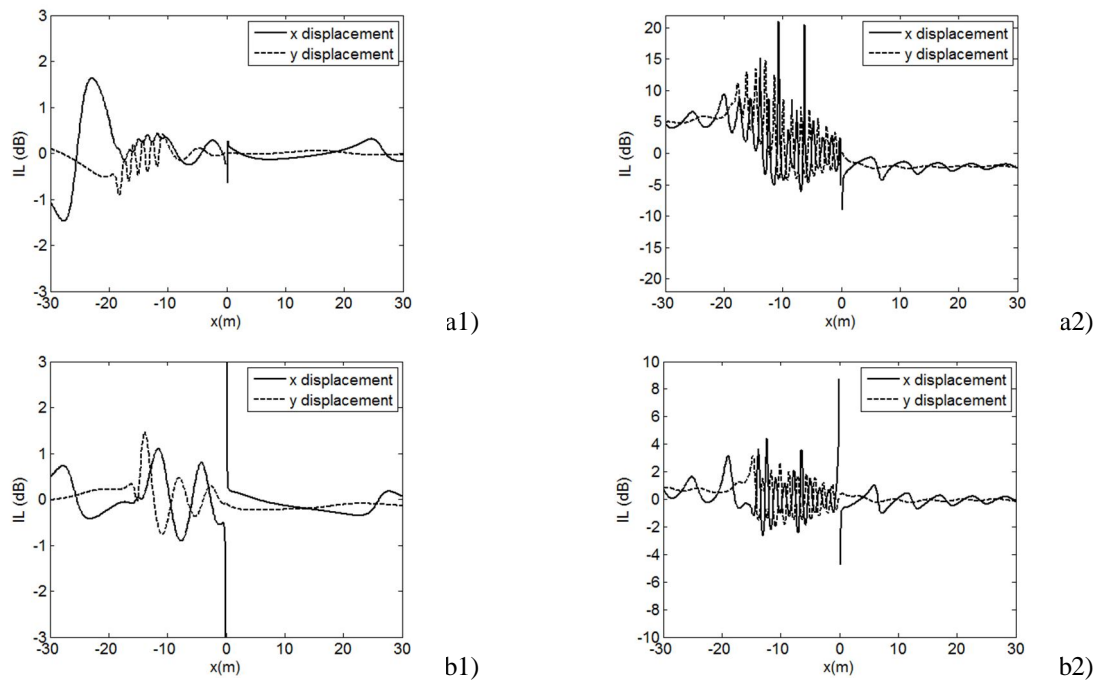 3
2
1
0
-1
-2
-3
IL (dB)
-30 -20 -10 0 10 20 30
x(m)
x displacement
y displacement
a1)
20
15
10
5
0
-5
-10
-15
-20
IL (dB)
-30 -20 -10 0 10 20 30
x(m)
x displacement
y displacement
a2)
3
2
1
0
-1
-2
-3
IL (dB)
-30 -20 -10 0 10 20 30
x(m)
x displacement
y displacement
b1)
10
8
6
4
2
0
-2
-4
-6
-8
-10
IL (dB)
-30 -20 -10 0 10 20 30
x(m)
x displacement
y displacement
b2)